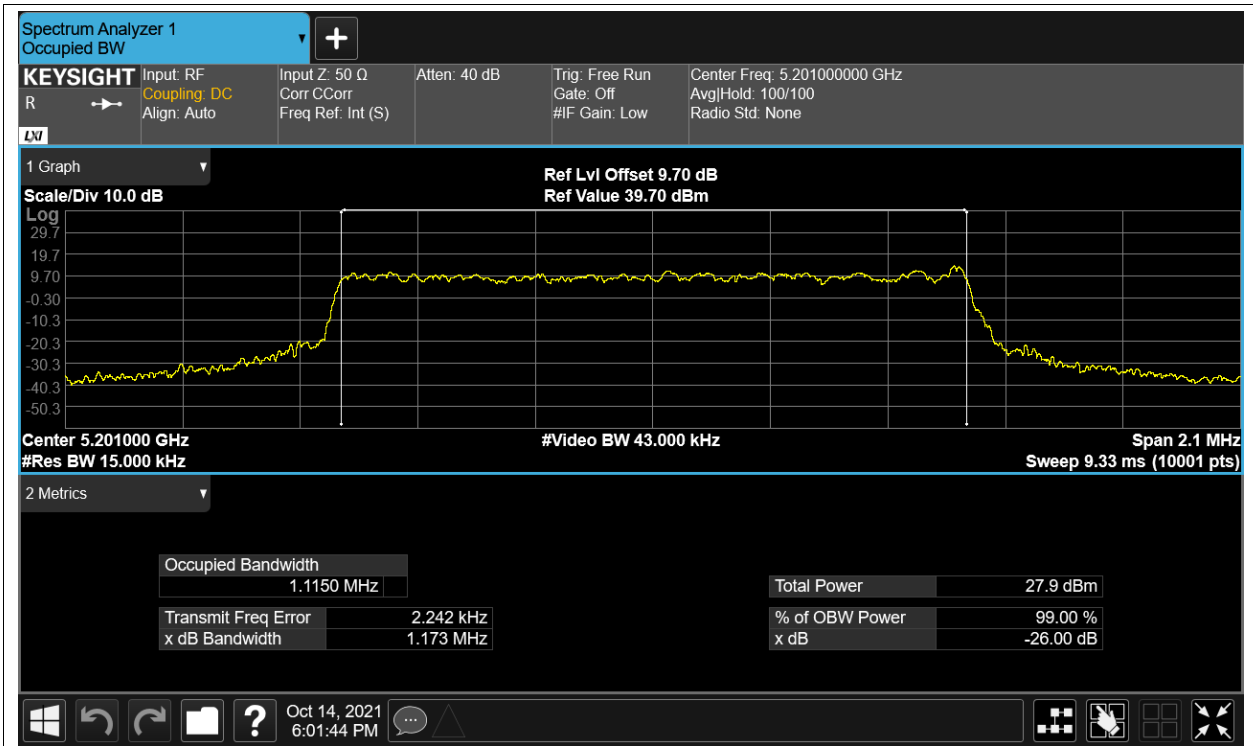 Spectrum Analyzer 1
Occupied BW
KEYSIGHT
R
LXI
Input: RF
Coupling: DC
Align: Auto
Input Z: 50 Ω
Corr CCorr
Freq Ref: Int (S)
Atten: 40 dB
Trig: Free Run
Gate: Off
#IF Gain: Low
Center Freq: 5.201000000 GHz
Avg|Hold: 100/100
Radio Std: None
1 Graph
Scale/Div 10.0 dB
Ref Lvl Offset 9.70 dB
Ref Value 39.70 dBm
Log
29.7
19.7
9.70
-0.30
-10.3
-20.3
-30.3
-40.3
-50.3
Center 5.201000 GHz
#Video BW 43.000 kHz
Span 2.1 MHz
#Res BW 15.000 kHz
Sweep 9.33 ms (10001 pts)
2 Metrics
Occupied Bandwidth
1.1150 MHz
Total Power 27.9 dBm
Transmit Freq Error 2.242 kHz
% of OBW Power 99.00 %
x dB Bandwidth 1.173 MHz
x dB -26.00 dB
?
Oct 14, 2021
6:01:44 PM